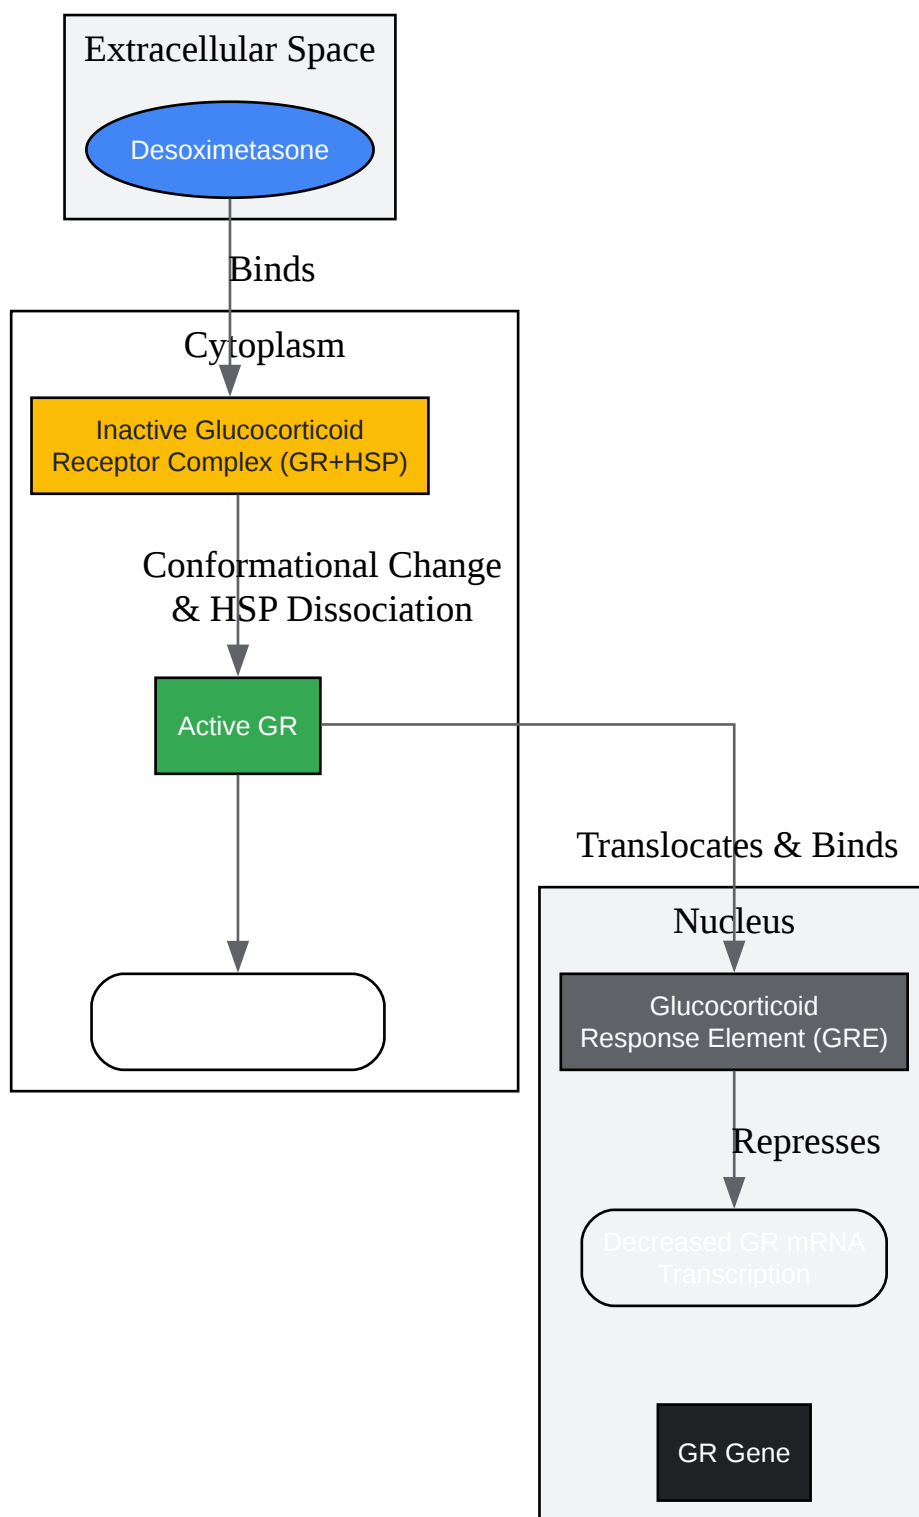 Extracellular Space
Desoximetasone
Binds
Cytoplasm
Inactive Glucocorticoid
Receptor Complex (GR+HSP)
Conformational Change
& HSP Dissociation
Active GR
Translocates & Binds
Nucleus
Glucocorticoid
Response Element (GRE)
Represses
Decreased GR mRNA
Transcription
GR Gene